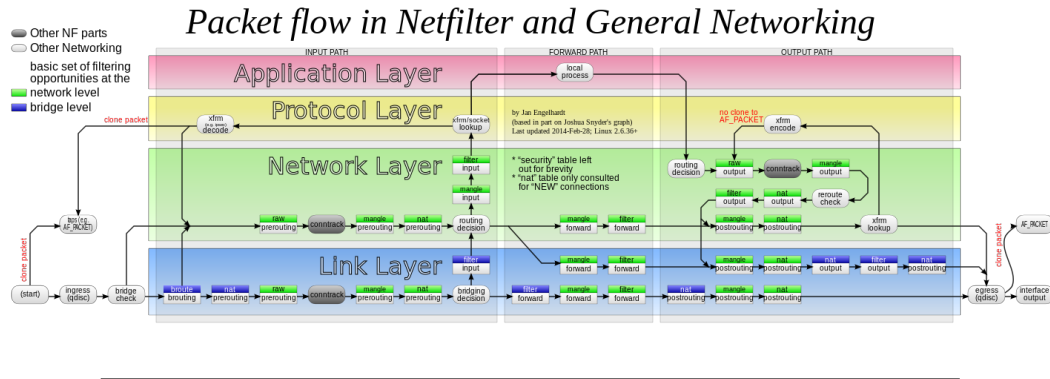 Packet flow in Netfilter and General Networking
Other NF parts
Other Networking
basic set of filtering
opportunities at the
network level
bridge level
INPUT PATH
FORWARD PATH
OUTPUT PATH
Application Layer
local
process
Protocol Layer
clone packet
xfrm
decode
xfrm/socket
lookup
by Jan Engelhardt
(based in part on Joshua Snyder's graph)
Last updated 2014-Feb-28; Linux 2.6.36+
no clone to
AF_PACKET
xfrm
encode
Network Layer
filter
input
mangle
input
* "security" table left
out for brevity
* "nat" table only consulted
for "NEW" connections
routing
decision
raw
output
conntrack
mangle
output
filter
output
nat
output
reroute
check
taps (e.g.
AF_PACKET)
raw
prerouting
conntrack
mangle
prerouting
nat
prerouting
routing
decision
mangle
forward
filter
forward
mangle
postrouting
nat
postrouting
xfrm
lookup
AF_PACKET
clone packet
clone packet
Link Layer
filter
input
mangle
forward
filter
forward
mangle
postrouting
nat
postrouting
nat
output
filter
output
nat
postrouting
(start)
ingress
(qdisc)
bridge
check
broute
brouting
nat
prerouting
raw
prerouting
conntrack
mangle
prerouting
nat
prerouting
bridging
decision
filter
forward
mangle
forward
filter
forward
nat
postrouting
mangle
postrouting
nat
postrouting
egress
(qdisc)
interface
output